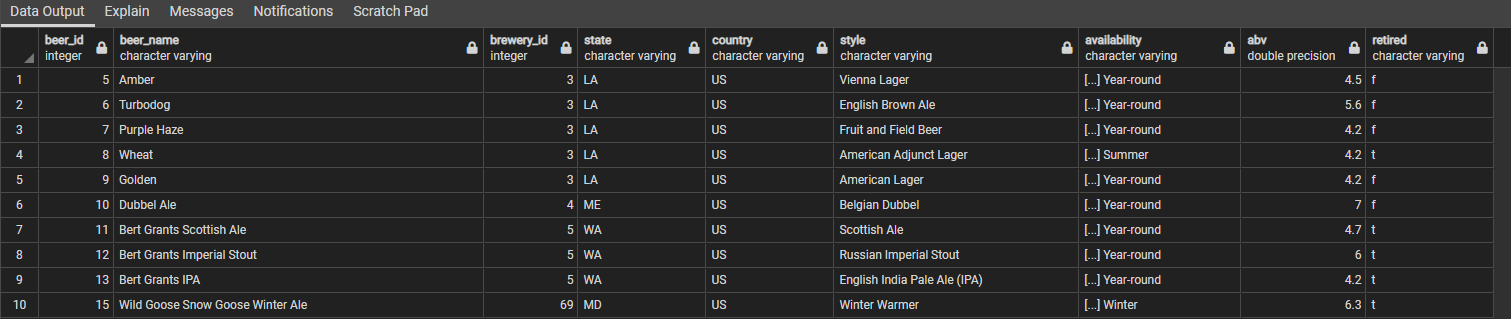 Data Output Explain Messages Notifications Scratch Pad
beer_id beer_name brewery_id state country style availability abv retired
integer character varying integer character varying character varying character varying character varying double precision character varying
1 5 Amber 3 LA US Vienna Lager [...] Year-round 4.5 f
2 6 Turbodog 3 LA US English Brown Ale [...] Year-round 5.6 f
3 7 Purple Haze 3 LA US Fruit and Field Beer [...] Year-round 4.2 f
4 8 Wheat 3 LA US American Adjunct Lager [...] Summer 4.2 t
5 9 Golden 3 LA US American Lager [...] Year-round 4.2 f
6 10 Dubbel Ale 4 ME US Belgian Dubbel [...] Year-round 7 f
7 11 Bert Grants Scottish Ale 5 WA US Scottish Ale [...] Year-round 4.7 t
8 12 Bert Grants Imperial Stout 5 WA US Russian Imperial Stout [...] Year-round 6 t
9 13 Bert Grants IPA 5 WA US English India Pale Ale (IPA) [...] Year-round 4.2 t
10 15 Wild Goose Snow Goose Winter Ale 69 MD US Winter Warmer [...] Winter 6.3 t